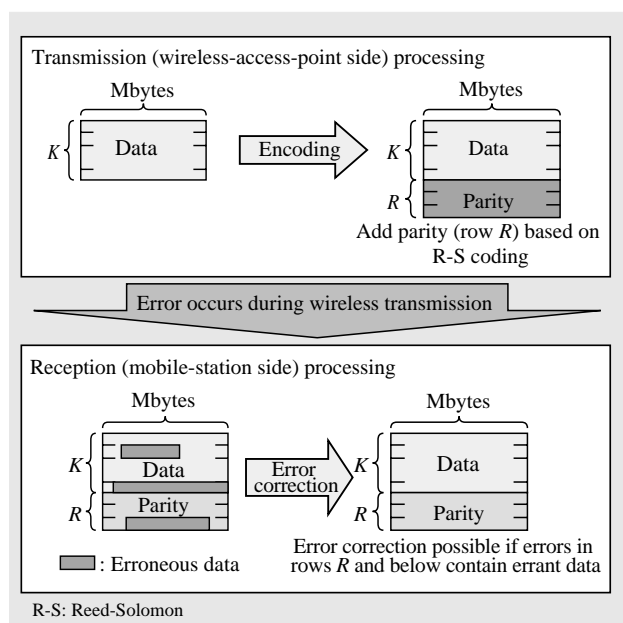 Transmission (wireless-access-point side) processing
Mbytes
Mbytes
K
Data
Encoding
K
Data
R
Parity
Add parity (row R) based on
R-S coding
Error occurs during wireless transmission
Reception (mobile-station side) processing
Mbytes
Mbytes
K
Data
Error
correction
K
Data
R
Parity
R
Parity
: Erroneous data
Error correction possible if errors in
rows R and below contain errant data
R-S: Reed-Solomon